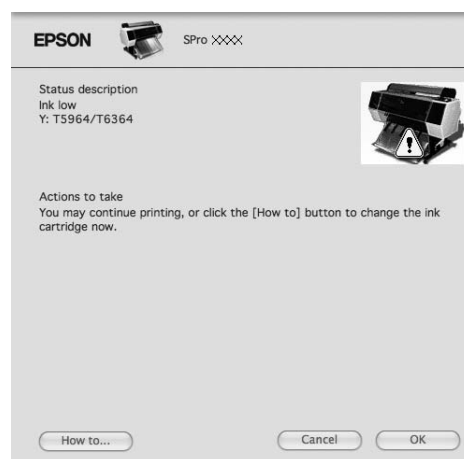 EPSON
SPro XXXX
Status description
Ink low
Y: T5964/T6364
Actions to take
You may continue printing, or click the [How to] button to change the ink
cartridge now.
How to...
Cancel
OK